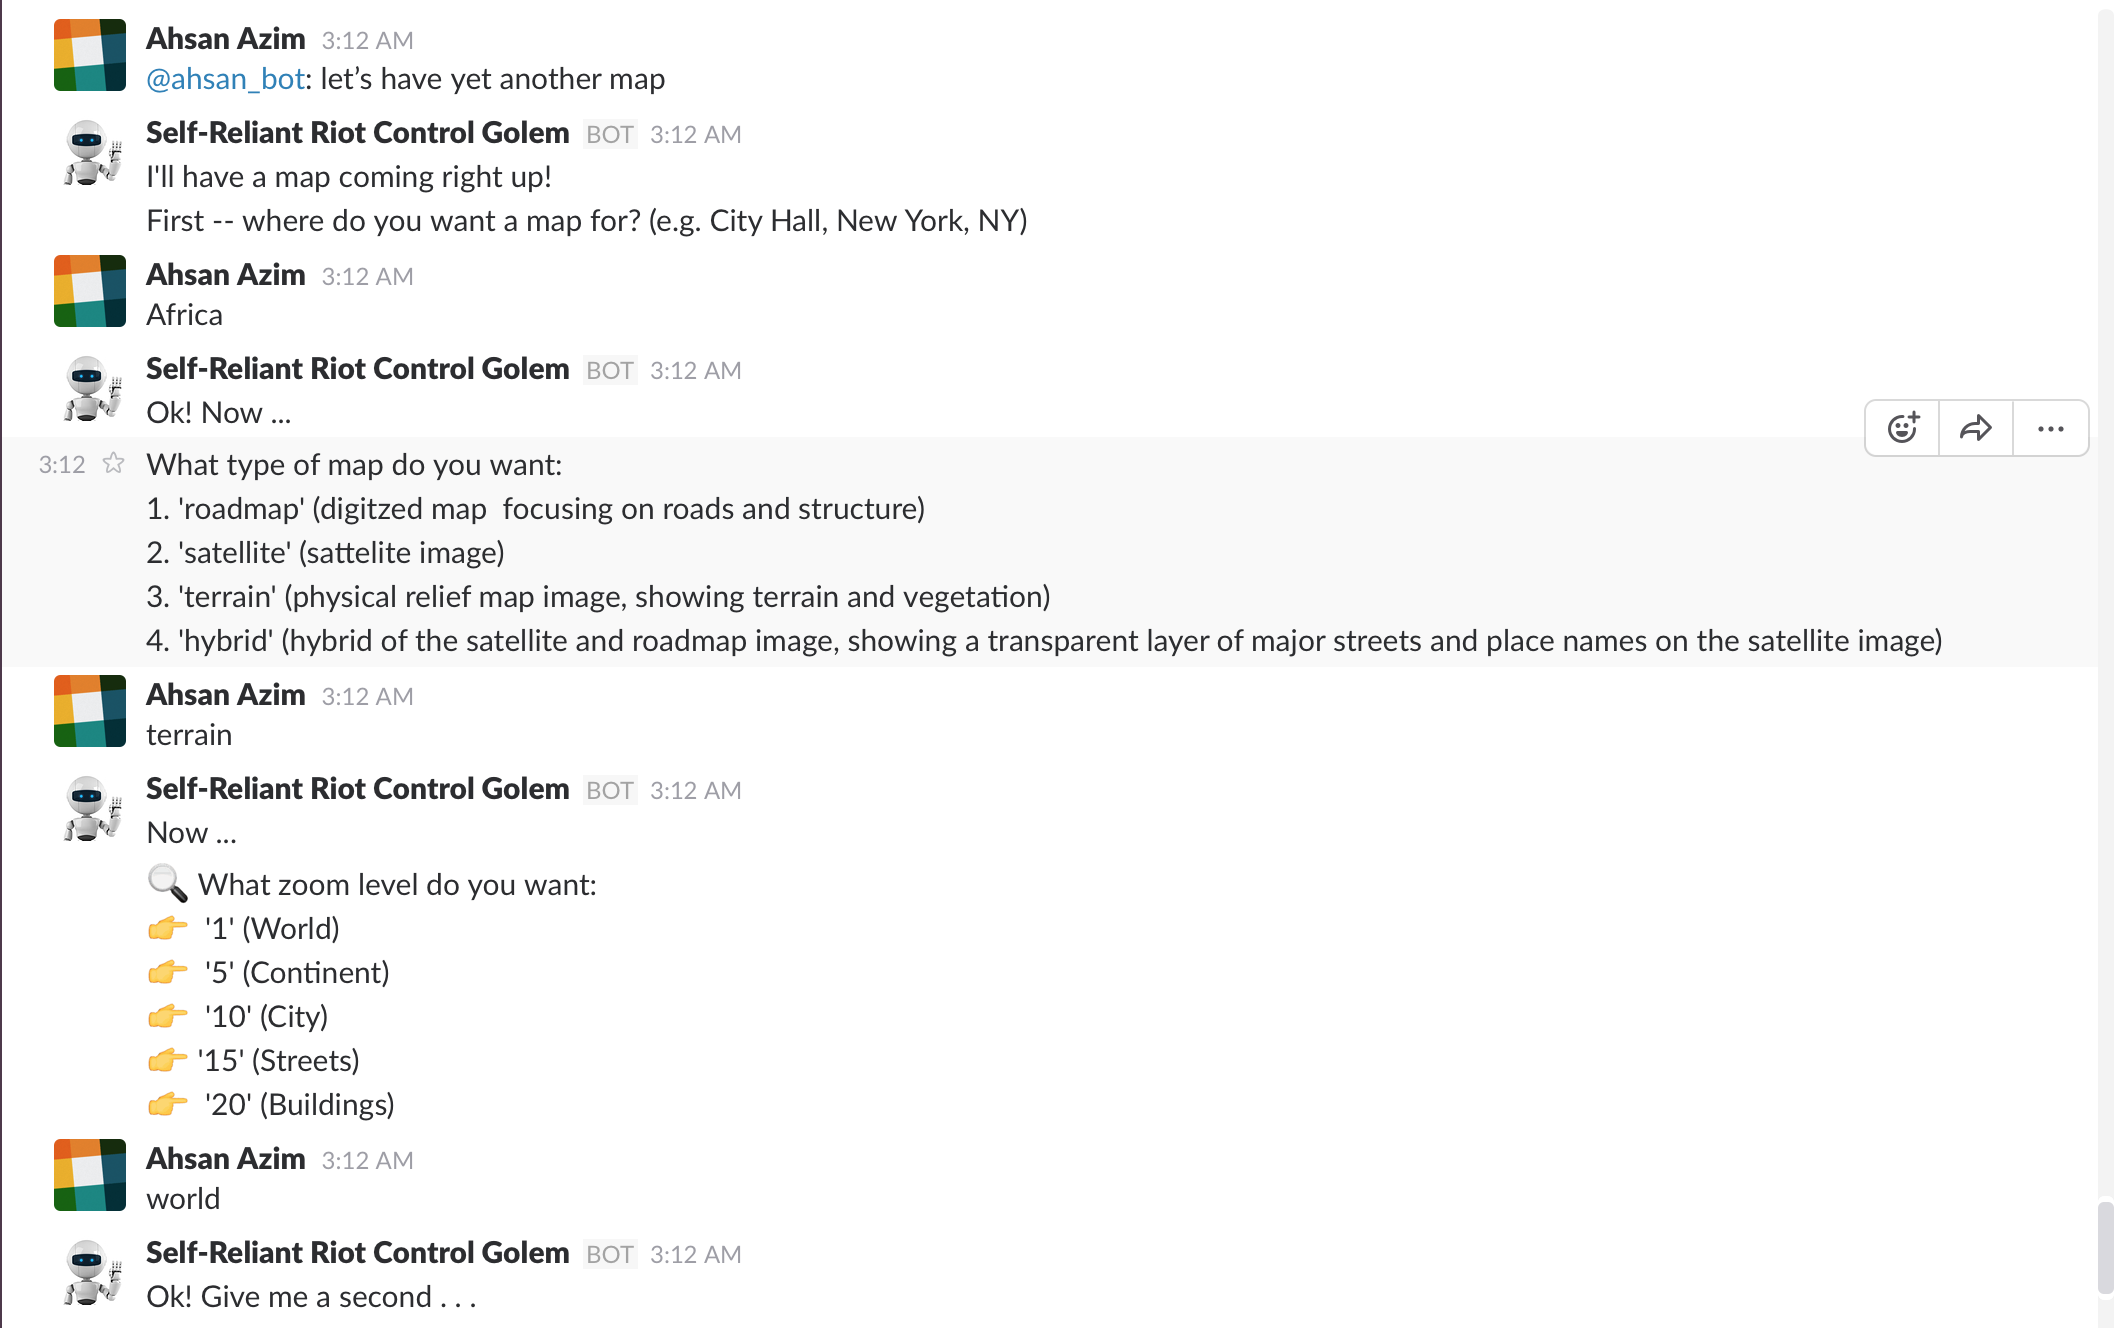 Ahsan Azim 3:12 AM
@ahsan_bot: let’s have yet another map
Self-Reliant Riot Control Golem BOT 3:12 AM
I'll have a map coming right up!
First -- where do you want a map for? (e.g. City Hall, New York, NY)
Ahsan Azim 3:12 AM
Africa
Self-Reliant Riot Control Golem BOT 3:12 AM
Ok! Now ...
3:12 What type of map do you want:
1. 'roadmap' (digitzed map  focusing on roads and structure)
2. 'satellite' (sattelite image)
3. 'terrain' (physical relief map image, showing terrain and vegetation)
4. 'hybrid' (hybrid of the satellite and roadmap image, showing a transparent layer of major streets and place names on the satellite image)
Ahsan Azim 3:12 AM
terrain
Self-Reliant Riot Control Golem BOT 3:12 AM
Now ...
🔍 What zoom level do you want:
👉 '1' (World)
👉 '5' (Continent)
👉 '10' (City)
👉 '15' (Streets)
👉 '20' (Buildings)
Ahsan Azim 3:12 AM
world
Self-Reliant Riot Control Golem BOT 3:12 AM
Ok! Give me a second . . .